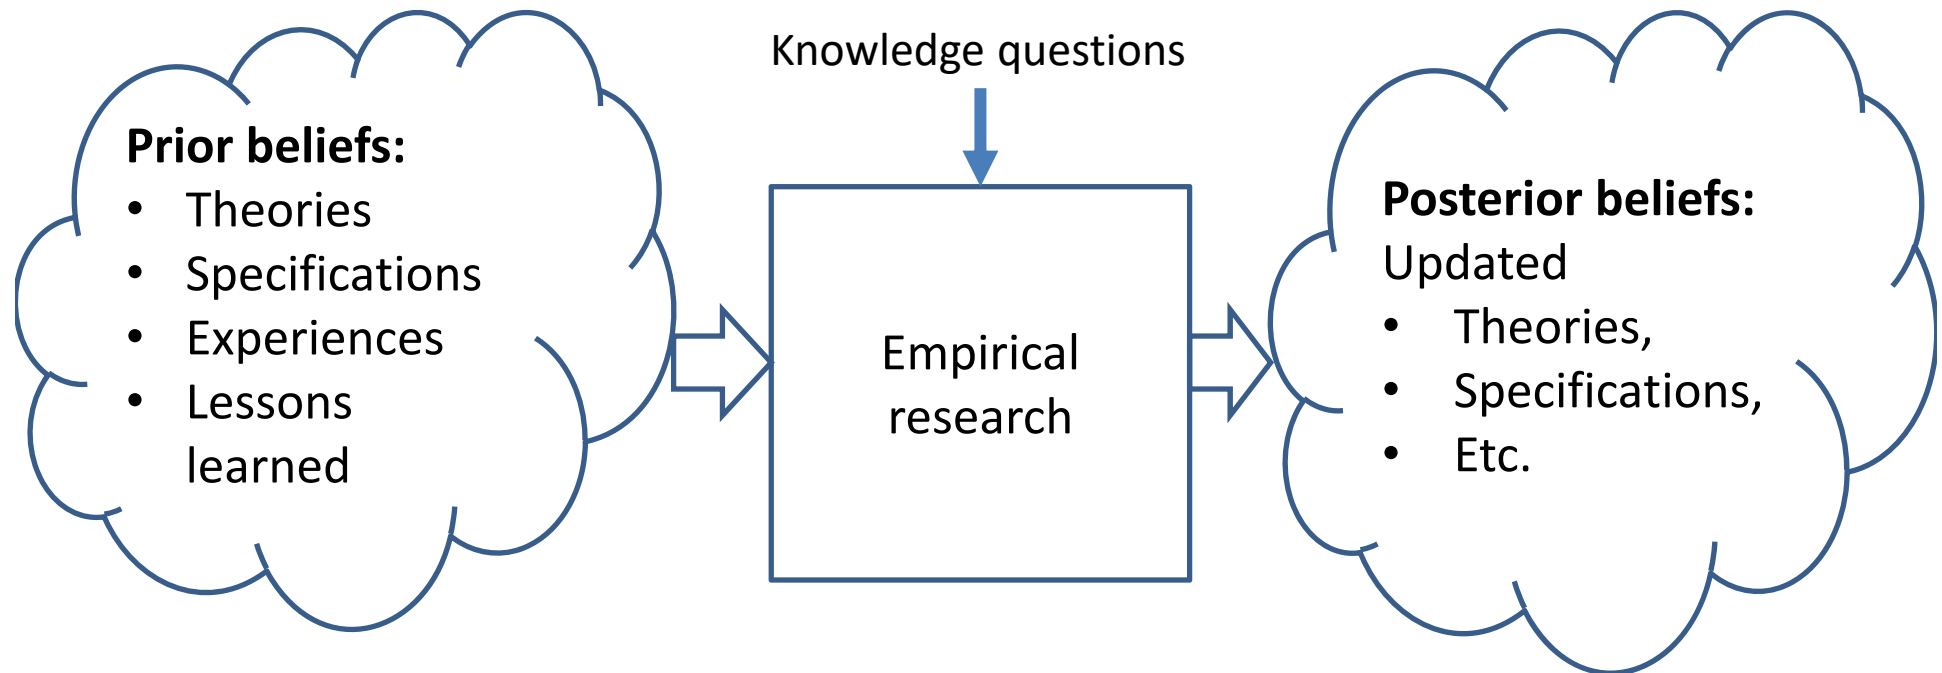 Knowledge questions
Prior beliefs:
• Theories
• Specifications
• Experiences
• Lessons
learned
Empirical
research
Posterior beliefs:
Updated
• Theories,
• Specifications,
• Etc.